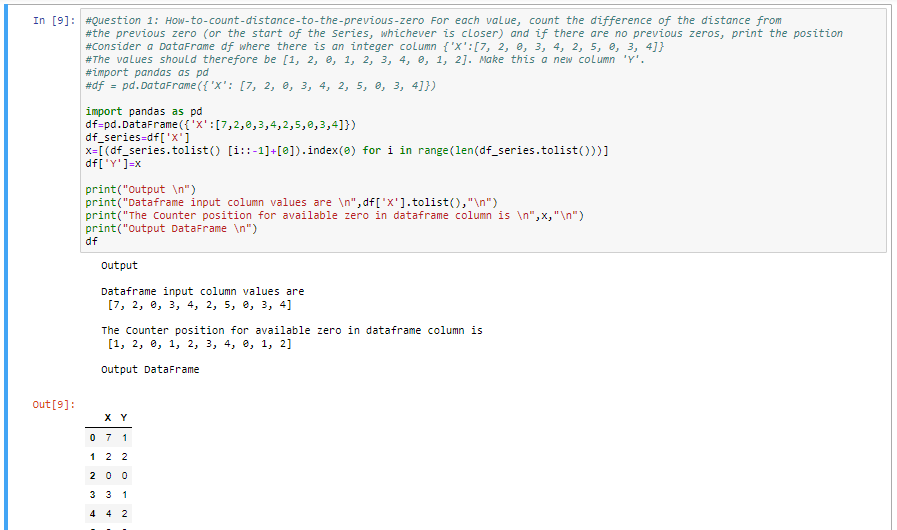 In [9]: #Question 1: How-to-count-distance-to-the-previous-zero For each value, count the difference of the distance from
#the previous zero (or the start of the Series, whichever is closer) and if there are no previous zeros, print the position
#Consider a DataFrame df where there is an integer column {'X':[7, 2, 0, 3, 4, 2, 5, 0, 3, 4]}
#The values should therefore be [1, 2, 0, 1, 2, 3, 4, 0, 1, 2]. Make this a new column 'Y'.
#import pandas as pd
#df = pd.DataFrame({'X': [7, 2, 0, 3, 4, 2, 5, 0, 3, 4]})
import pandas as pd
df=pd.DataFrame({'X':[7,2,0,3,4,2,5,0,3,4]})
df_series=df['X']
x=[(df_series.tolist() [i::-1]+[0]).index(0) for i in range(len(df_series.tolist()))]
df['Y']=x
print("Output \n")
print("Dataframe input column values are \n",df['X'].tolist(),"\n")
print("The Counter position for available zero in dataframe column is \n",x,"\n")
print("Output DataFrame \n")
df
Output
Dataframe input column values are
[7, 2, 0, 3, 4, 2, 5, 0, 3, 4]
The Counter position for available zero in dataframe column is
[1, 2, 0, 1, 2, 3, 4, 0, 1, 2]
Output DataFrame
Out[9]:
X Y
0 7 1
1 2 2
2 0 0
3 3 1
4 4 2